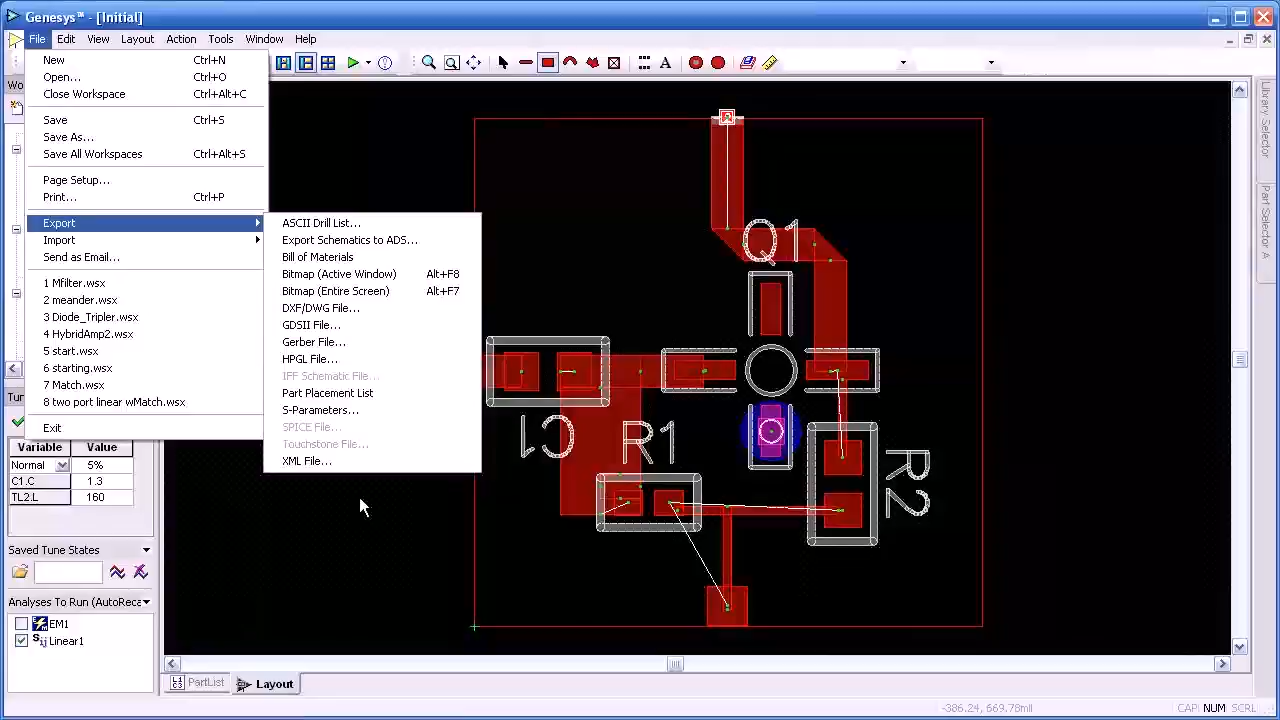 Genesys™ - [Initial]
File Edit View Layout Action Tools Window Help
New Ctrl+N
Open... Ctrl+O
Close Workspace Ctrl+Alt+C
Save Ctrl+S
Save As...
Save All Workspaces Ctrl+Alt+S
Page Setup...
Print... Ctrl+P
Export
Import
Send as Email...
1 Mfilter.wsx
2 meander.wsx
3 Diode_Tripler.wsx
4 HybridAmp2.wsx
5 start.wsx
6 starting.wsx
7 Match.wsx
8 two port linear wMatch.wsx
Exit
ASCII Drill List...
Export Schematics to ADS...
Bill of Materials
Bitmap (Active Window) Alt+F8
Bitmap (Entire Screen) Alt+F7
DXF/DWG File...
GDSII File...
Gerber File...
HPGL File...
IFF Schematic File...
Part Placement List
S-Parameters...
SPICE File...
Touchstone File...
XML File...
Wo
Tur
Variable Value
Normal 5%
C1.C 1.3
TL2.L 160
Saved Tune States
Analyses To Run (AutoReca
EM1
Linear1
A
Q1
C1
R1
R2
Library Selector
Part Selector A
PartList Layout
-386.24, 669.78mil
CAP NUM SCRL